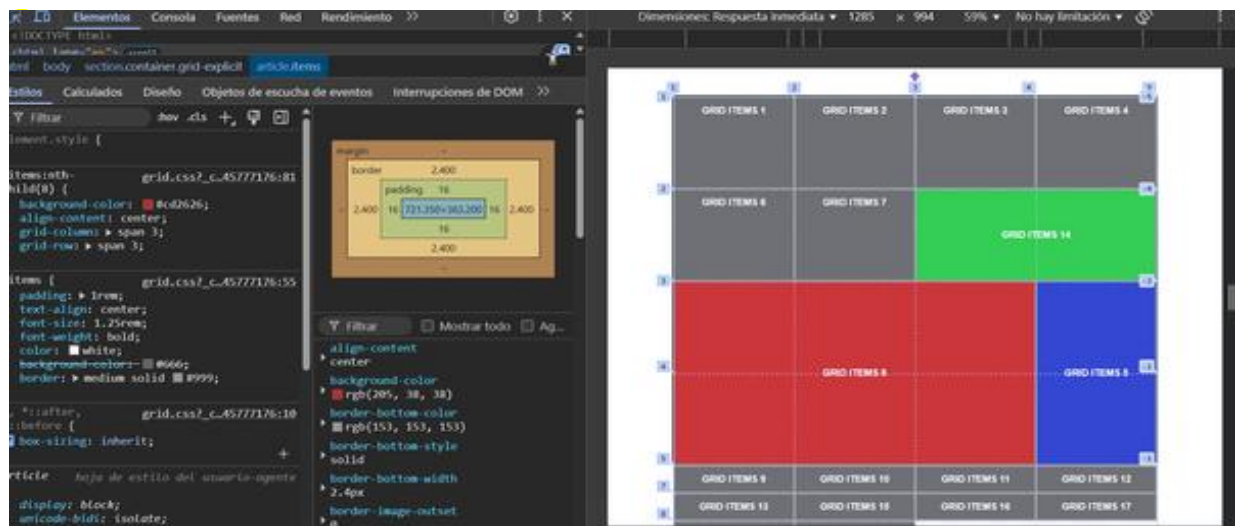 Elementos Consola Fuentes Red Rendimiento >>
<!DOCTYPE html>
html body section.container.grid-explicit article.items
Estilos Calculados Diseño Objetos de escucha de eventos Interrupciones de DOM >>
Filtrar :hov .cls +
element.style {
items:nth-child(8) { grid.css?_c…45777176:81
background-color: #cd2626;
align-content: center;
grid-column: span 3;
grid-row: span 3;
items { grid.css?_c…45777176:55
padding: 1rem;
text-align: center;
font-size: 1.25rem;
font-weight: bold;
color: white;
background-color: #666;
border: medium solid #999;
*::after, grid.css?_c…45777176:10
::before {
box-sizing: inherit;
article hoja de estilo del usuario-agente
display: block;
unicode-bidi: isolate;
margin -
border 2.400
padding 16
- 2.400 16 721.350×363.200 16 2.400 -
16
2.400
-
Filtrar Mostrar todo Ag...
align-content
center
background-color
rgb(205, 38, 38)
border-bottom-color
rgb(153, 153, 153)
border-bottom-style
solid
border-bottom-width
2.4px
border-image-outset
0
Dimensiones: Respuesta inmediata 1285 × 994 59% No hay limitación
GRID ITEMS 1 GRID ITEMS 2 GRID ITEMS 3 GRID ITEMS 4
GRID ITEMS 6 GRID ITEMS 7
GRID ITEMS 14
GRID ITEMS 8 GRID ITEMS 5
GRID ITEMS 9 GRID ITEMS 10 GRID ITEMS 11 GRID ITEMS 12
GRID ITEMS 13 GRID ITEMS 15 GRID ITEMS 16 GRID ITEMS 17